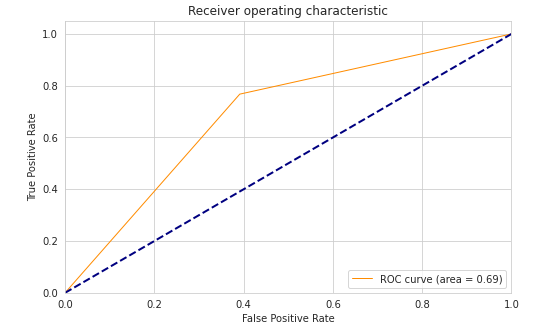 Receiver operating characteristic
1.0
0.8
0.6
0.4
0.2
0.0
True Positive Rate
ROC curve (area = 0.69)
0.0 0.2 0.4 0.6 0.8 1.0
False Positive Rate